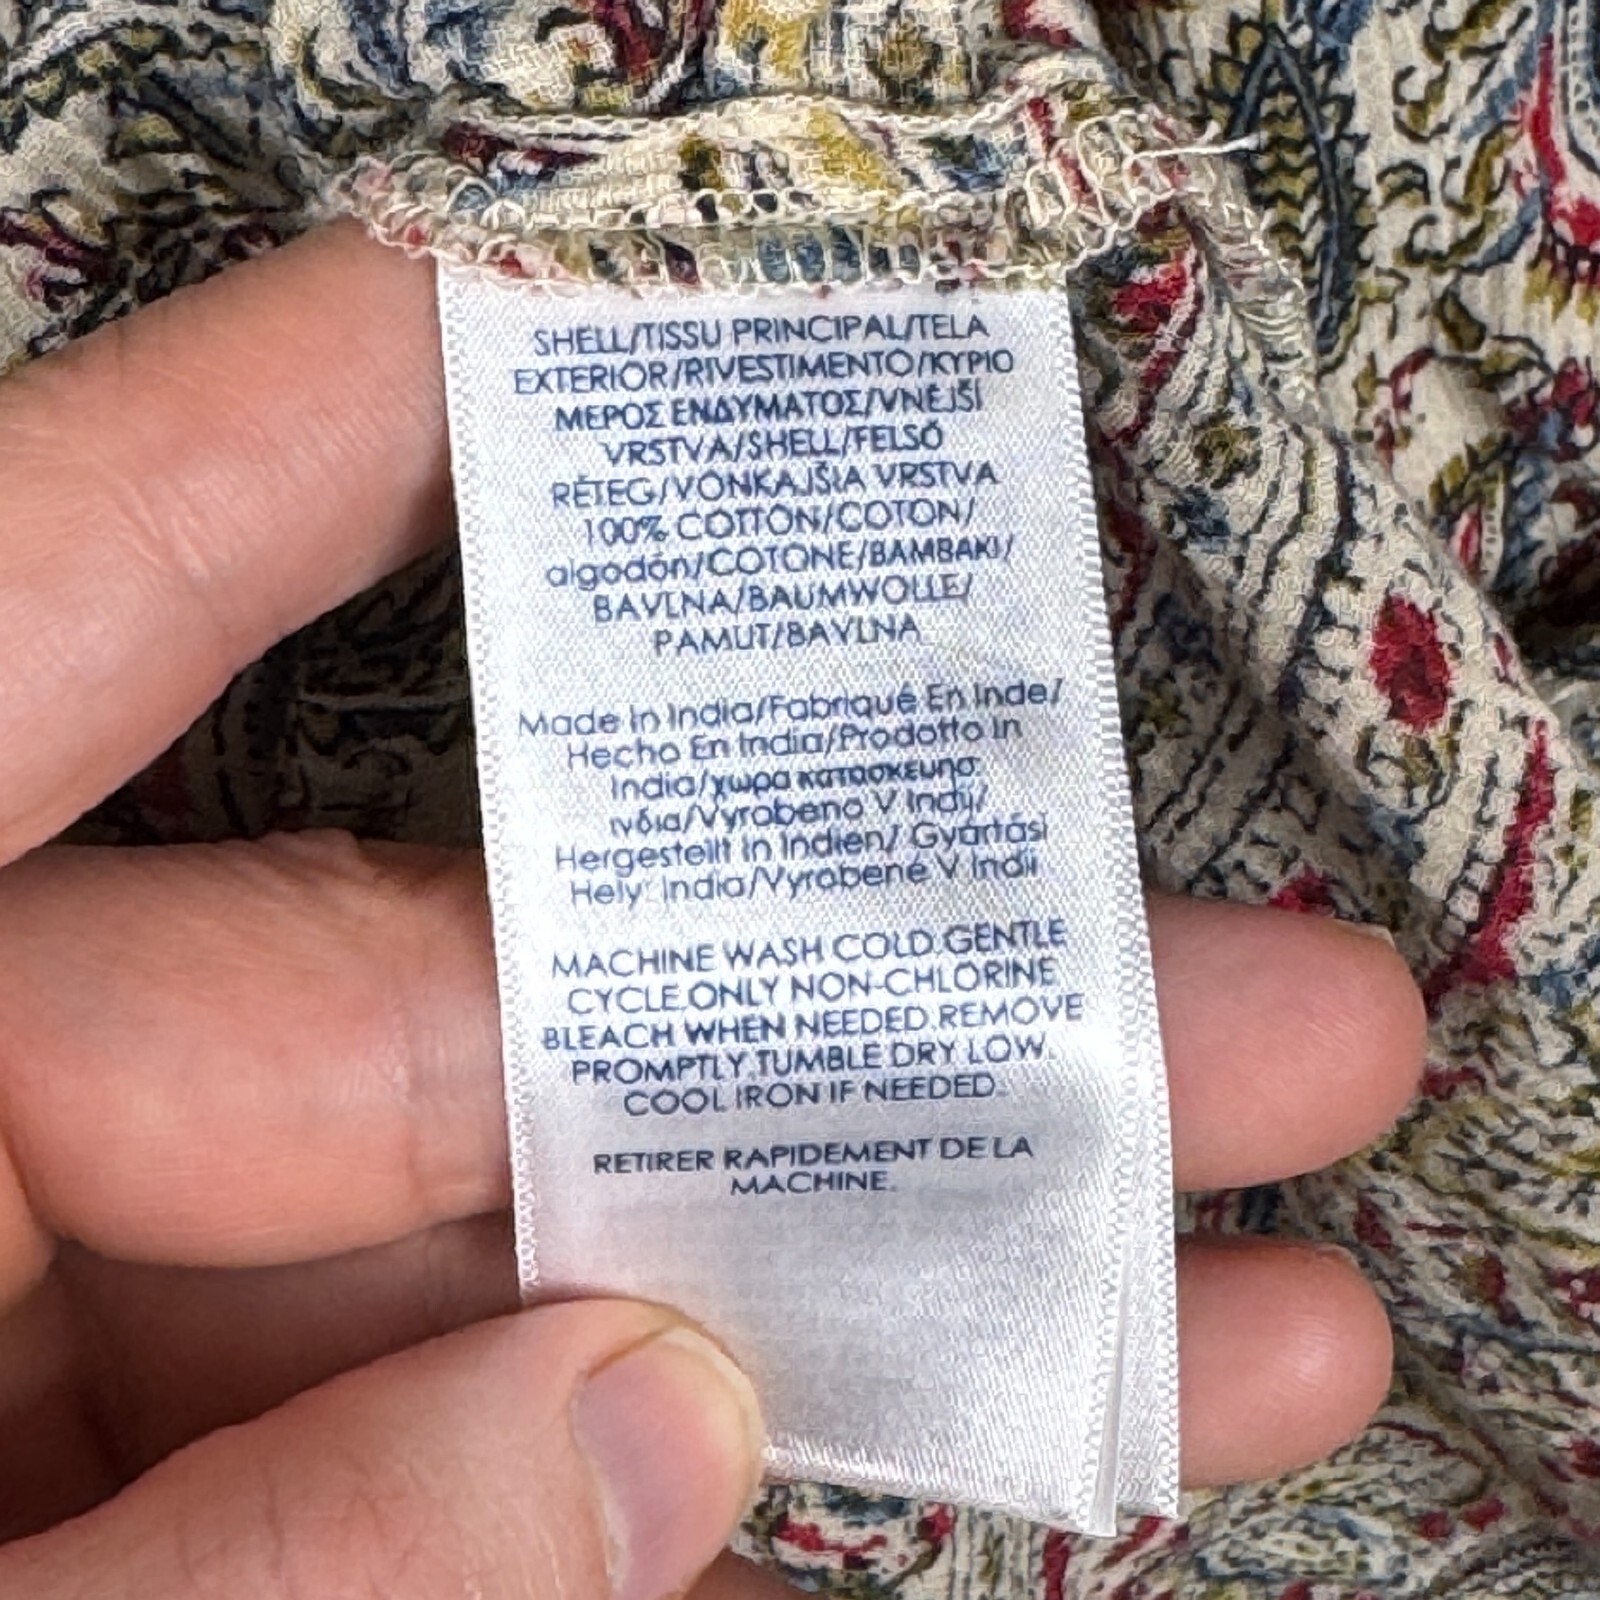 SHELL/TISSU PRINCIPAL/TELA
EXTERIOR/RIVESTIMENTO/ΚΥΡΙΟ
ΜΕΡΟΣ ΕΝΔΥΜΑΤΟΣ/VNĚJŠÍ
VRSTVA/SHELL/FELSŐ
RÉTEG/VONKAJŠIA VRSTVA
100% COTTON/COTON/
algodón/COTONE/BAMBAKI/
BAVLNA/BAUMWOLLE/
PAMUT/BAVLNA
Made In India/Fabriqué En Inde/
Hecho En India/Prodotto In
India/χωρα κατασκευησ:
ινδια/Vyrobeno V Indy/
Hergestellt In Indien/ Gyártási
Hely: India/Vyrobené V Indii
MACHINE WASH COLD.GENTLE
CYCLE.ONLY NON-CHLORINE
BLEACH WHEN NEEDED.REMOVE
PROMPTLY.TUMBLE DRY LOW.
COOL IRON IF NEEDED.
RETIRER RAPIDEMENT DE LA
MACHINE.